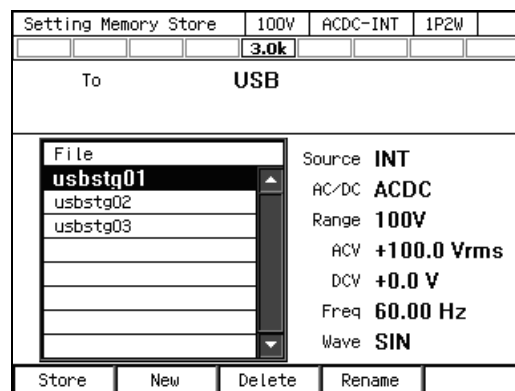 Setting Memory Store 100V ACDC-INT 1P2W
3.0k
To USB
File
usbstg01
usbstg02
usbstg03
Source INT
AC/DC ACDC
Range 100V
ACV +100.0 Vrms
DCV +0.0 V
Freq 60.00 Hz
Wave SIN
Store New Delete Rename